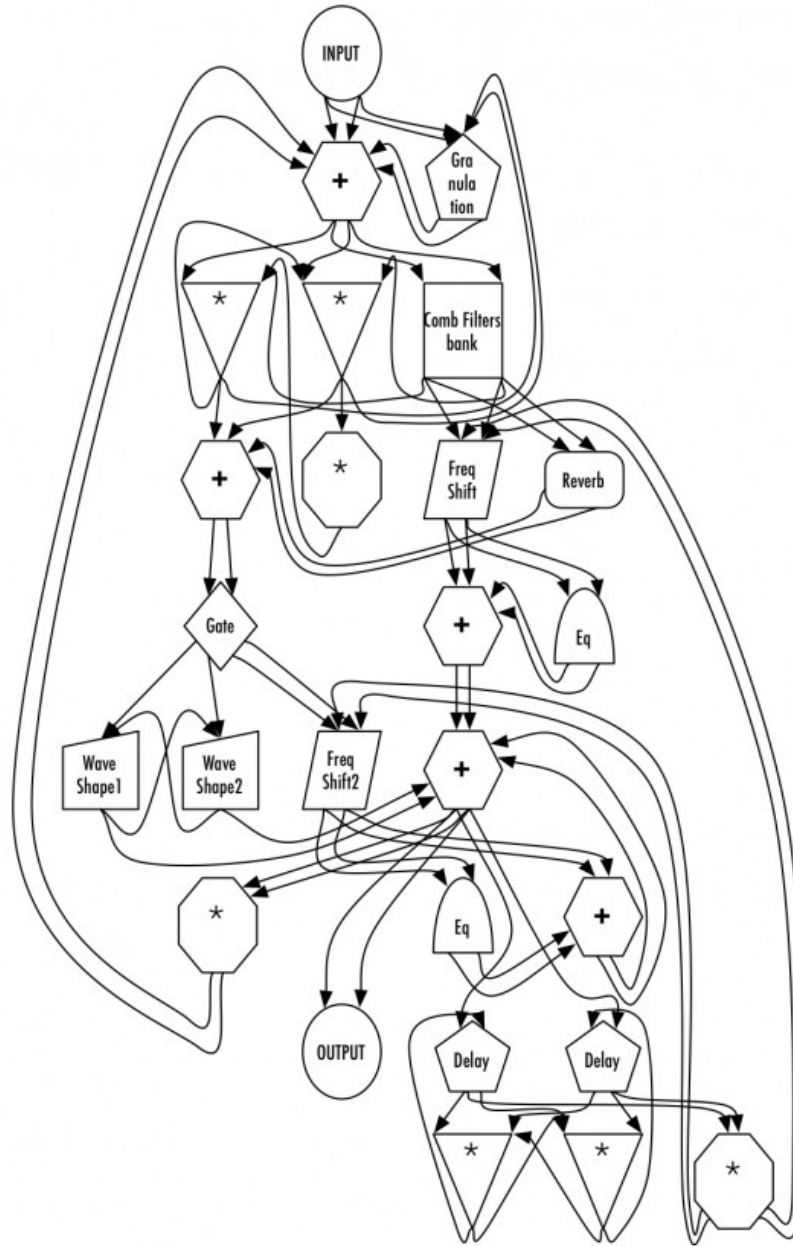 INPUT
+
Gra
nula
tion
*
*
Comb Filters
bank
+
*
Freq
Shift
Reverb
Gate
+
Eq
Wave
Shape1
Wave
Shape2
Freq
Shift2
+
*
Eq
+
OUTPUT
Delay
Delay
*
*
*